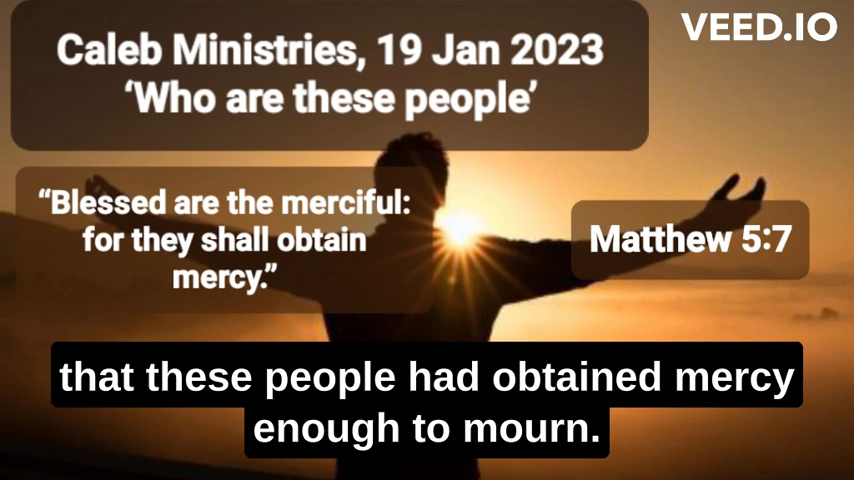 VEED.IO
Caleb Ministries, 19 Jan 2023
‘Who are these people’
“Blessed are the merciful:
for they shall obtain
mercy.”
Matthew 5:7
that these people had obtained mercy
enough to mourn.